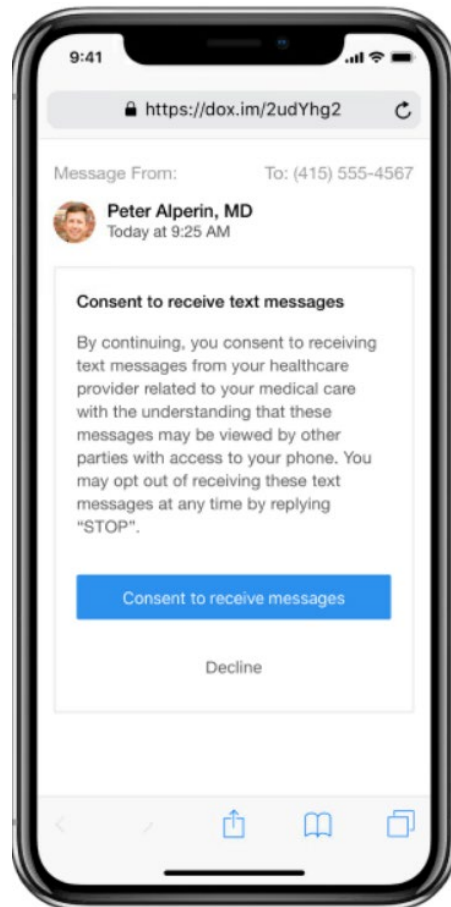 9:41
https://dox.im/2udYhg2
Message From: To: (415) 555-4567
Peter Alperin, MD
Today at 9:25 AM
Consent to receive text messages
By continuing, you consent to receiving
text messages from your healthcare
provider related to your medical care
with the understanding that these
messages may be viewed by other
parties with access to your phone. You
may opt out of receiving these text
messages at any time by replying
“STOP”.
Consent to receive messages
Decline